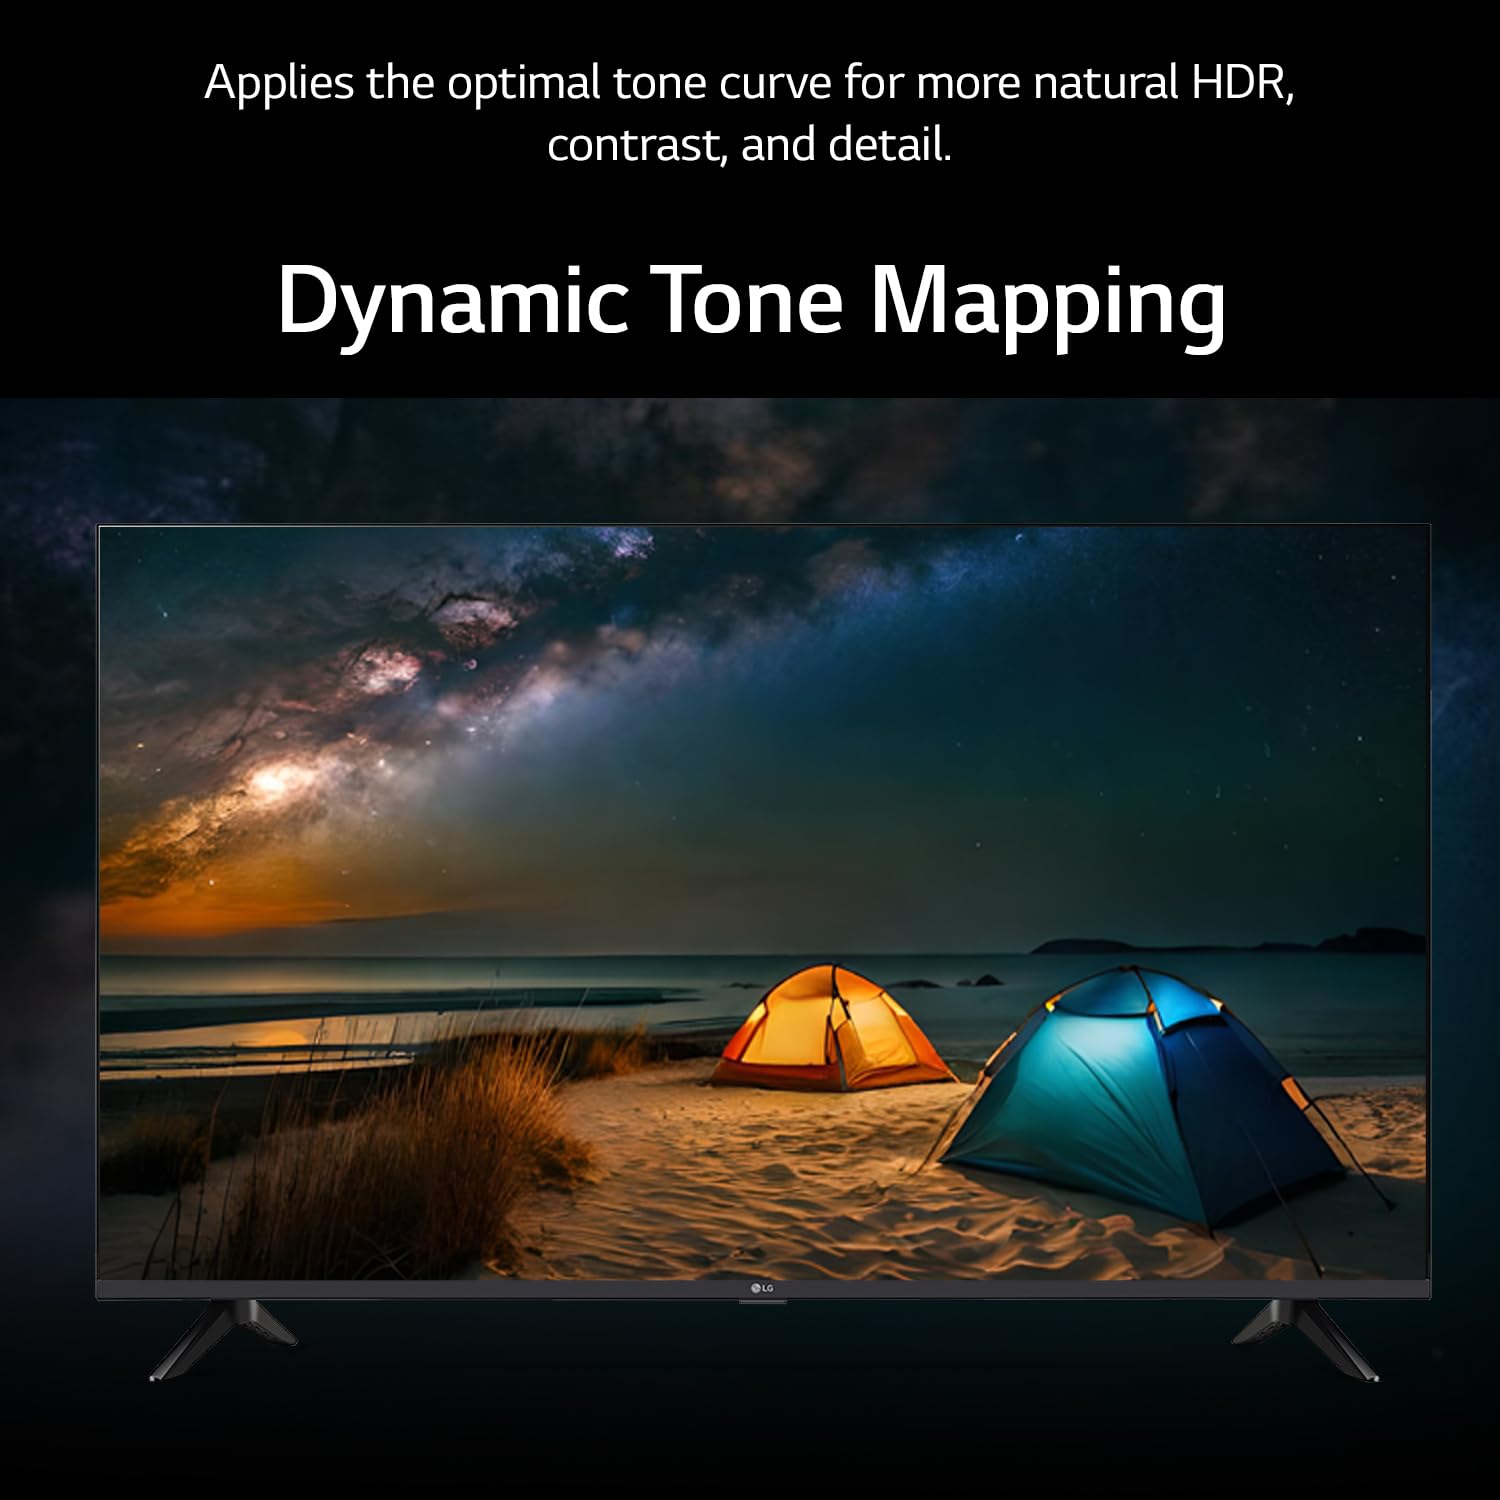 Applies the optimal tone curve for more natural HDR,
contrast, and detail.
Dynamic Tone Mapping
LG